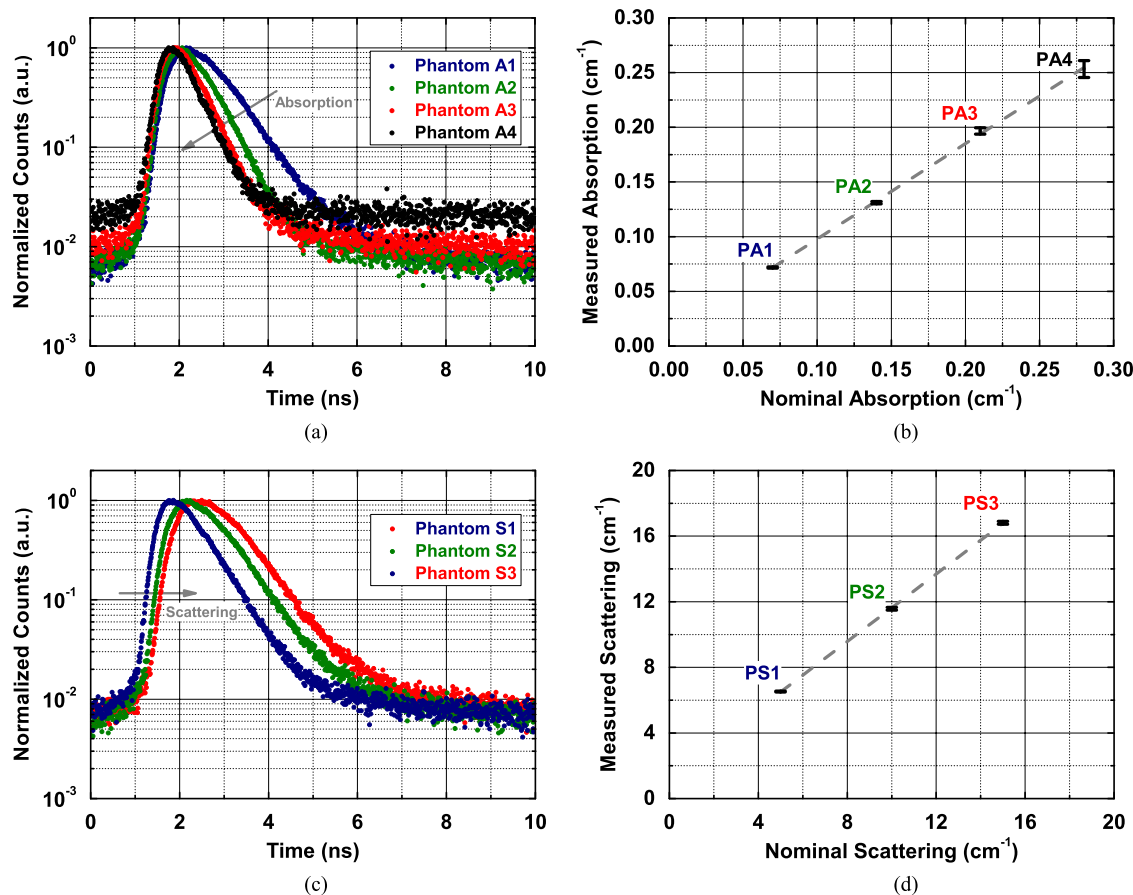 Normalized Counts (a.u.)
10⁰
10⁻¹
10⁻²
10⁻³
Phantom A1
Phantom A2
Phantom A3
Phantom A4
Absorption
0 2 4 6 8 10
Time (ns)
(a)
Measured Absorption (cm⁻¹)
0.30
0.25
0.20
0.15
0.10
0.05
0.00
PA4
PA3
PA2
PA1
0.00 0.05 0.10 0.15 0.20 0.25 0.30
Nominal Absorption (cm⁻¹)
(b)
Normalized Counts (a.u.)
10⁰
10⁻¹
10⁻²
10⁻³
Phantom S1
Phantom S2
Phantom S3
Scattering
0 2 4 6 8 10
Time (ns)
(c)
Measured Scattering (cm⁻¹)
20
16
12
8
4
0
PS3
PS2
PS1
0 4 8 12 16 20
Nominal Scattering (cm⁻¹)
(d)